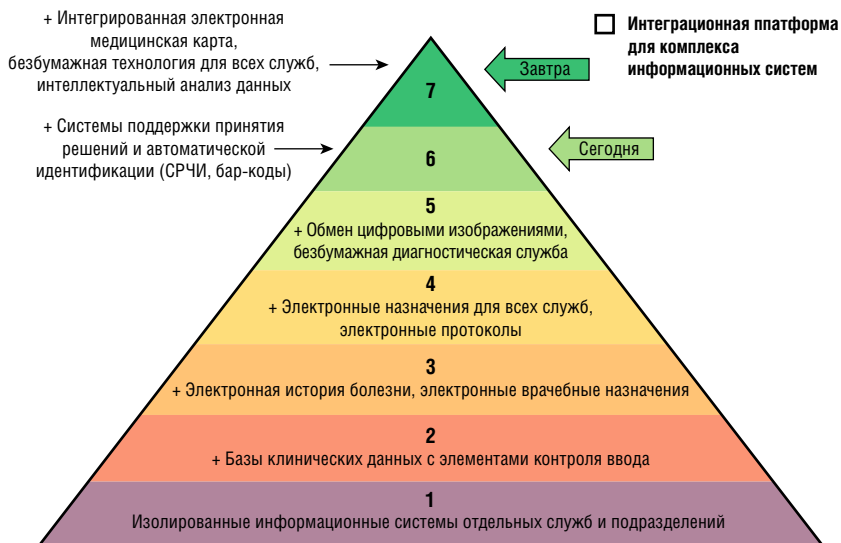 + Интегрированная электронная
медицинская карта,
безбумажная технология для всех служб,
интеллектуальный анализ данных
Завтра
Интеграционная ппатформа
для комплекса
информационных систем
7
+ Системы поддержки принятия
решений и автоматической
идентификации (СРЧИ, бар-коды)
Сегодня
6
5
+ Обмен цифровыми изображениями,
безбумажная диагностическая служба
4
+ Электронные назначения для всех служб,
электронные протоколы
3
+ Электронная история болезни, электронные врачебные назначения
2
+ Базы клинических данных с элементами контроля ввода
1
Изолированные информационные системы отдельных служб и подразделений